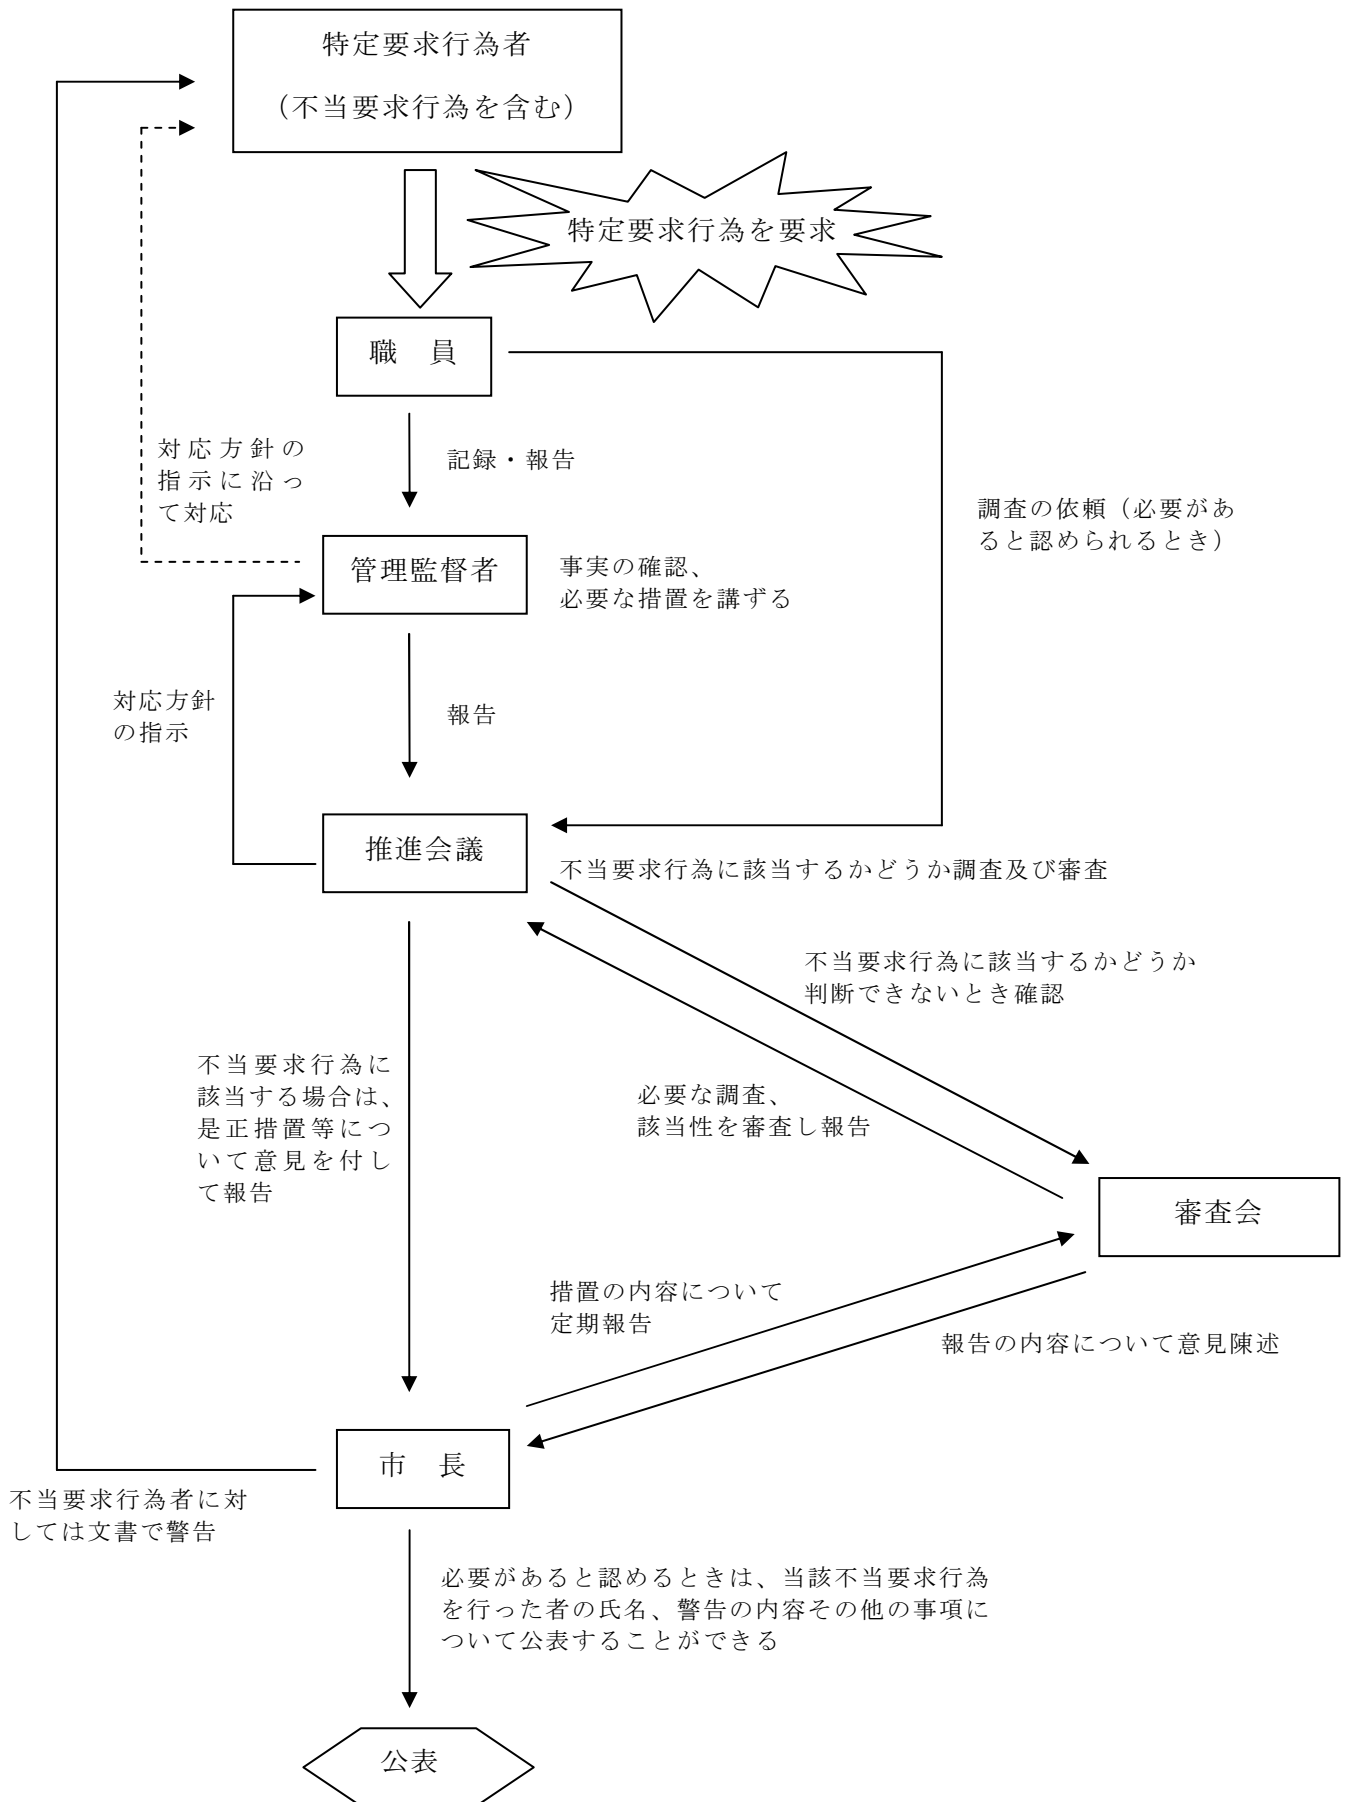 特定要求行為者
（不当要求行為を含む）
特定要求行為を要求
職　員
対応方針の
指示に沿っ
て対応
記録・報告
調査の依頼（必要があ
ると認められるとき）
管理監督者
事実の確認、
必要な措置を講ずる
対応方針
の指示
報告
推進会議
不当要求行為に該当するかどうか調査及び審査
不当要求行為に該当するかどうか
判断できないとき確認
不当要求行為に
該当する場合は、
是正措置等につ
いて意見を付し
て報告
必要な調査、
該当性を審査し報告
審査会
措置の内容について
定期報告
報告の内容について意見陳述
市　長
不当要求行為者に対
しては文書で警告
必要があると認めるときは、当該不当要求行為
を行った者の氏名、警告の内容その他の事項に
ついて公表することができる
公表